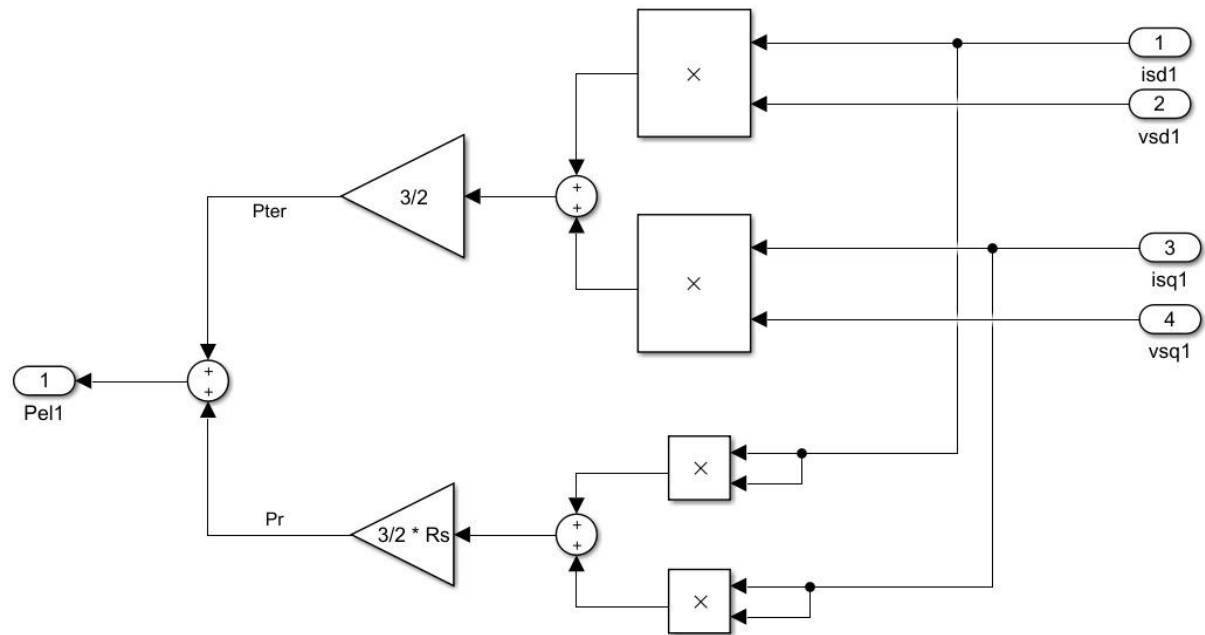 ×
1
isd1
2
vsd1
3/2
+
+
Pter
×
3
isq1
4
vsq1
+
+
1
Pel1
×
Pr
3/2 * Rs
+
+
×